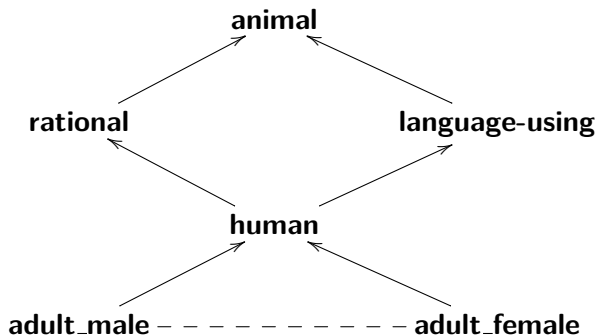 animal
rational language-using
human
adult_male adult_female